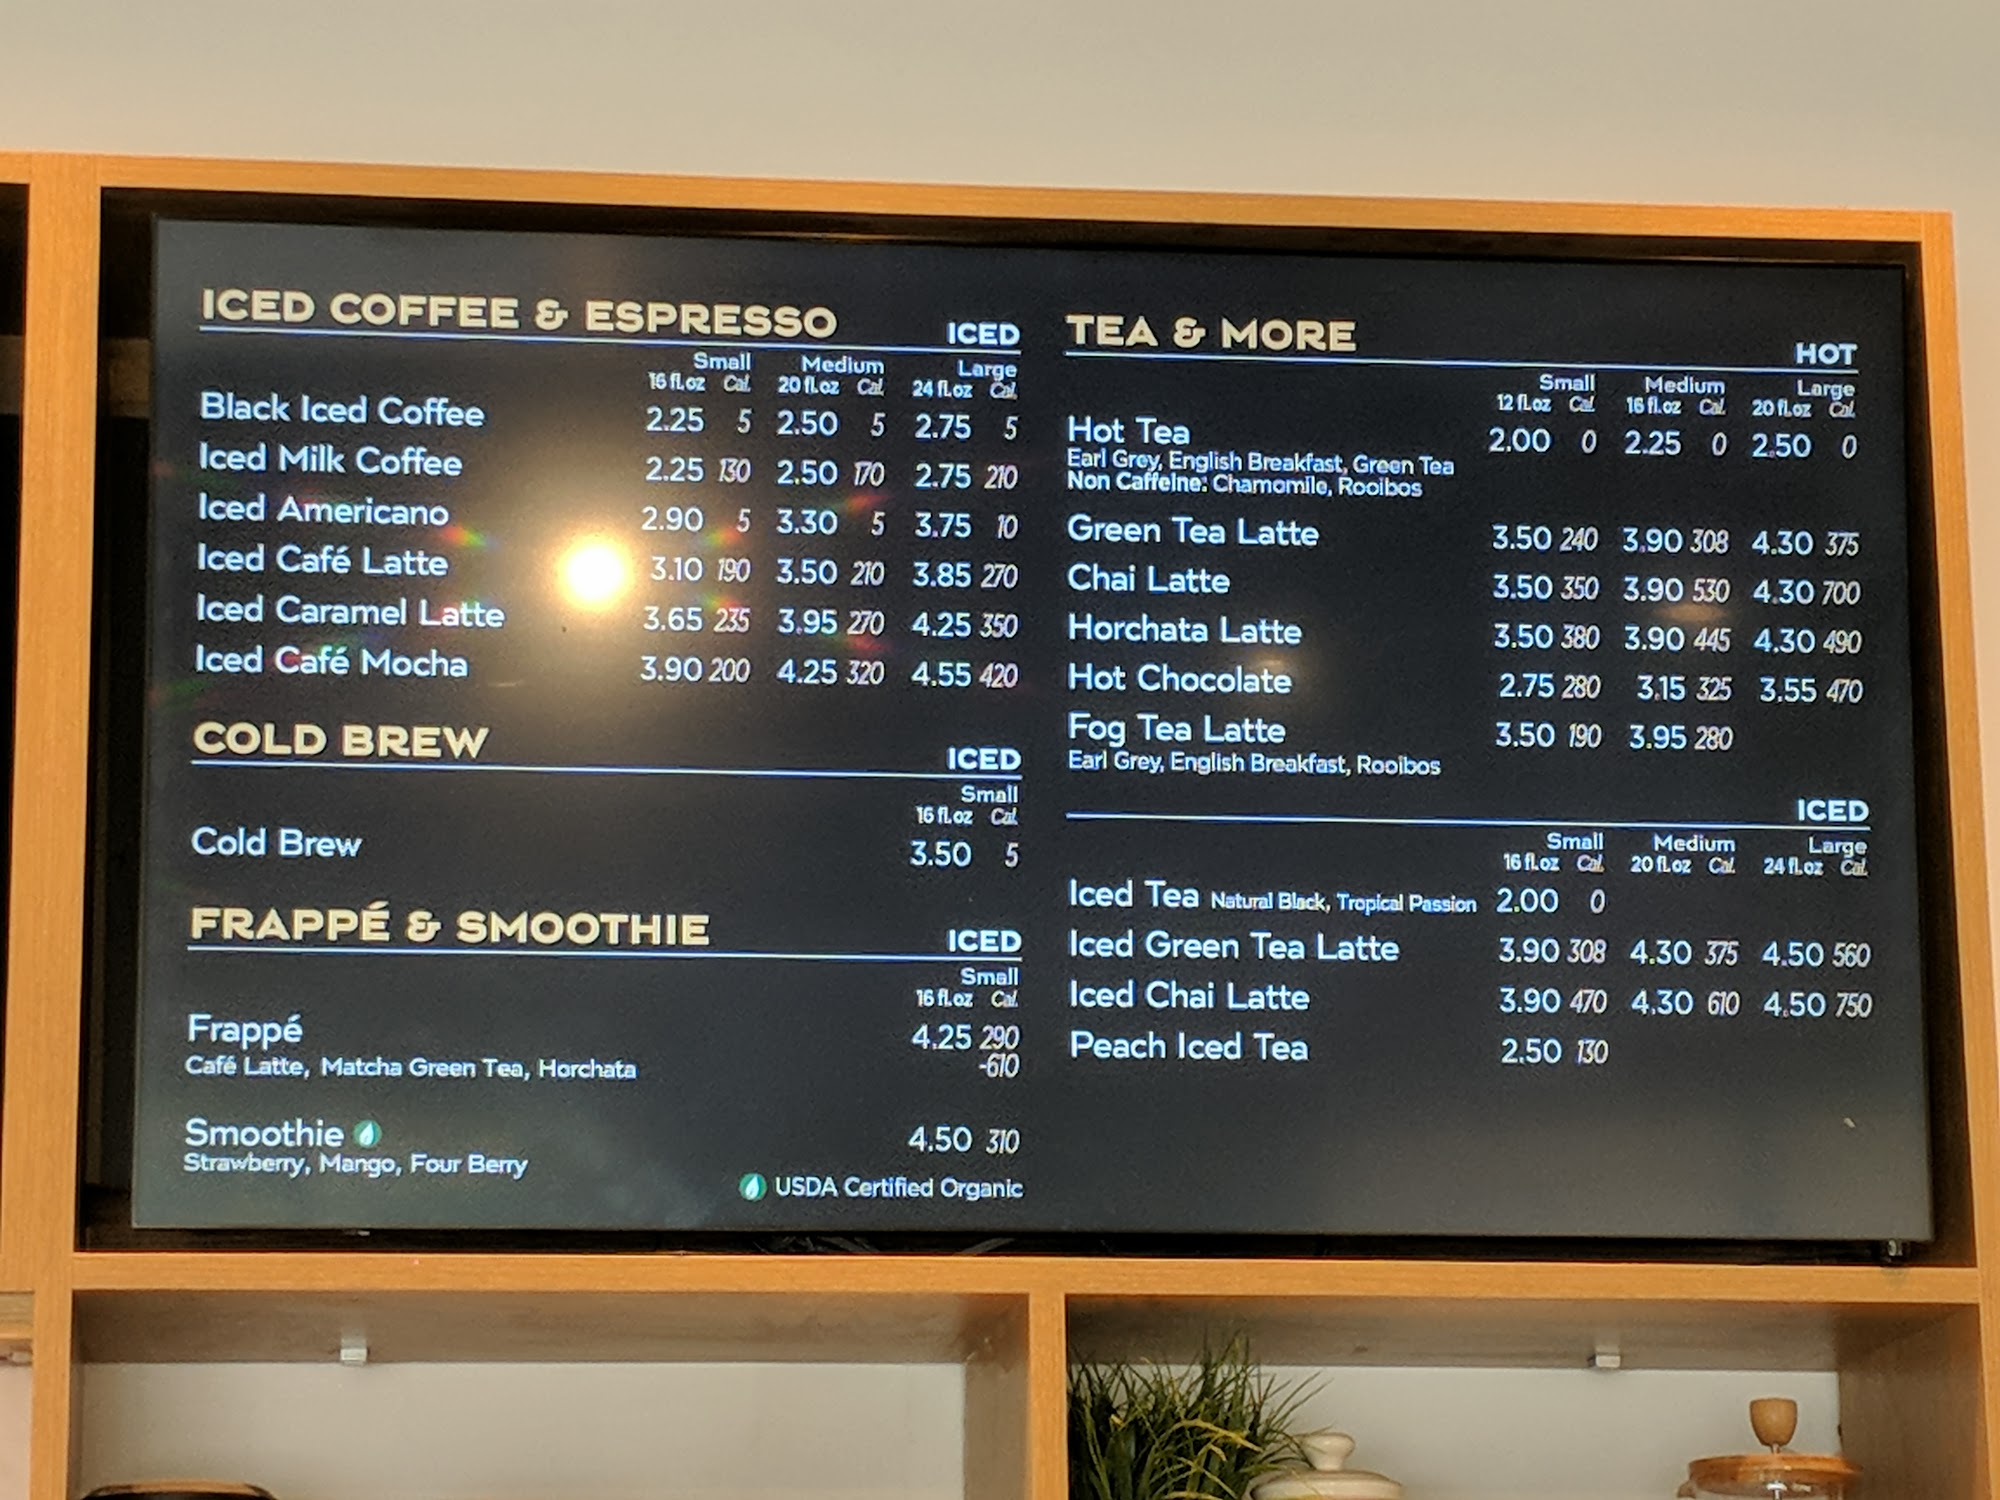 ICED COFFEE & ESPRESSO ICED
Small Medium Large
16 fl.oz Cal. 20 fl.oz Cal. 24 fl.oz Cal.
Black Iced Coffee 2.25 5 2.50 5 2.75 5
Iced Milk Coffee 2.25 130 2.50 170 2.75 210
Iced Americano 2.90 5 3.30 5 3.75 10
Iced Café Latte 3.10 190 3.50 210 3.85 270
Iced Caramel Latte 3.65 235 3.95 270 4.25 350
Iced Café Mocha 3.90 200 4.25 320 4.55 420
COLD BREW ICED
Small
16 fl.oz Cal.
Cold Brew 3.50 5
FRAPPÉ & SMOOTHIE ICED
Small
16 fl.oz Cal.
Frappé 4.25 290
-610
Café Latte, Matcha Green Tea, Horchata
Smoothie 4.50 310
Strawberry, Mango, Four Berry
USDA Certified Organic
TEA & MORE HOT
Small Medium Large
12 fl.oz Cal. 16 fl.oz Cal. 20 fl.oz Cal.
Hot Tea 2.00 0 2.25 0 2.50 0
Earl Grey, English Breakfast, Green Tea
Non Caffeine: Chamomile, Rooibos
Green Tea Latte 3.50 240 3.90 308 4.30 375
Chai Latte 3.50 350 3.90 530 4.30 700
Horchata Latte 3.50 380 3.90 445 4.30 490
Hot Chocolate 2.75 280 3.15 325 3.55 470
Fog Tea Latte 3.50 190 3.95 280
Earl Grey, English Breakfast, Rooibos
ICED
Small Medium Large
16 fl.oz Cal. 20 fl.oz Cal. 24 fl.oz Cal.
Iced Tea Natural Black, Tropical Passion 2.00 0
Iced Green Tea Latte 3.90 308 4.30 375 4.50 560
Iced Chai Latte 3.90 470 4.30 610 4.50 750
Peach Iced Tea 2.50 130